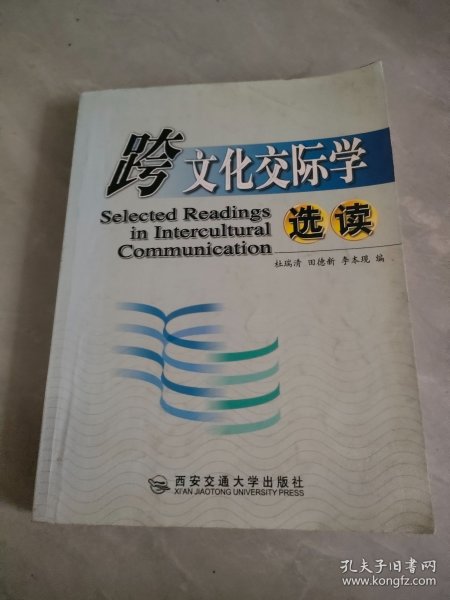 跨文化交际学
Selected Readings
in Intercultural
Communication
选读
杜瑞清 田德新 李本现 编
西安交通大学出版社
XI'AN JIAOTONG UNIVERSITY PRESS
孔夫子旧书网
www.kongfz.com